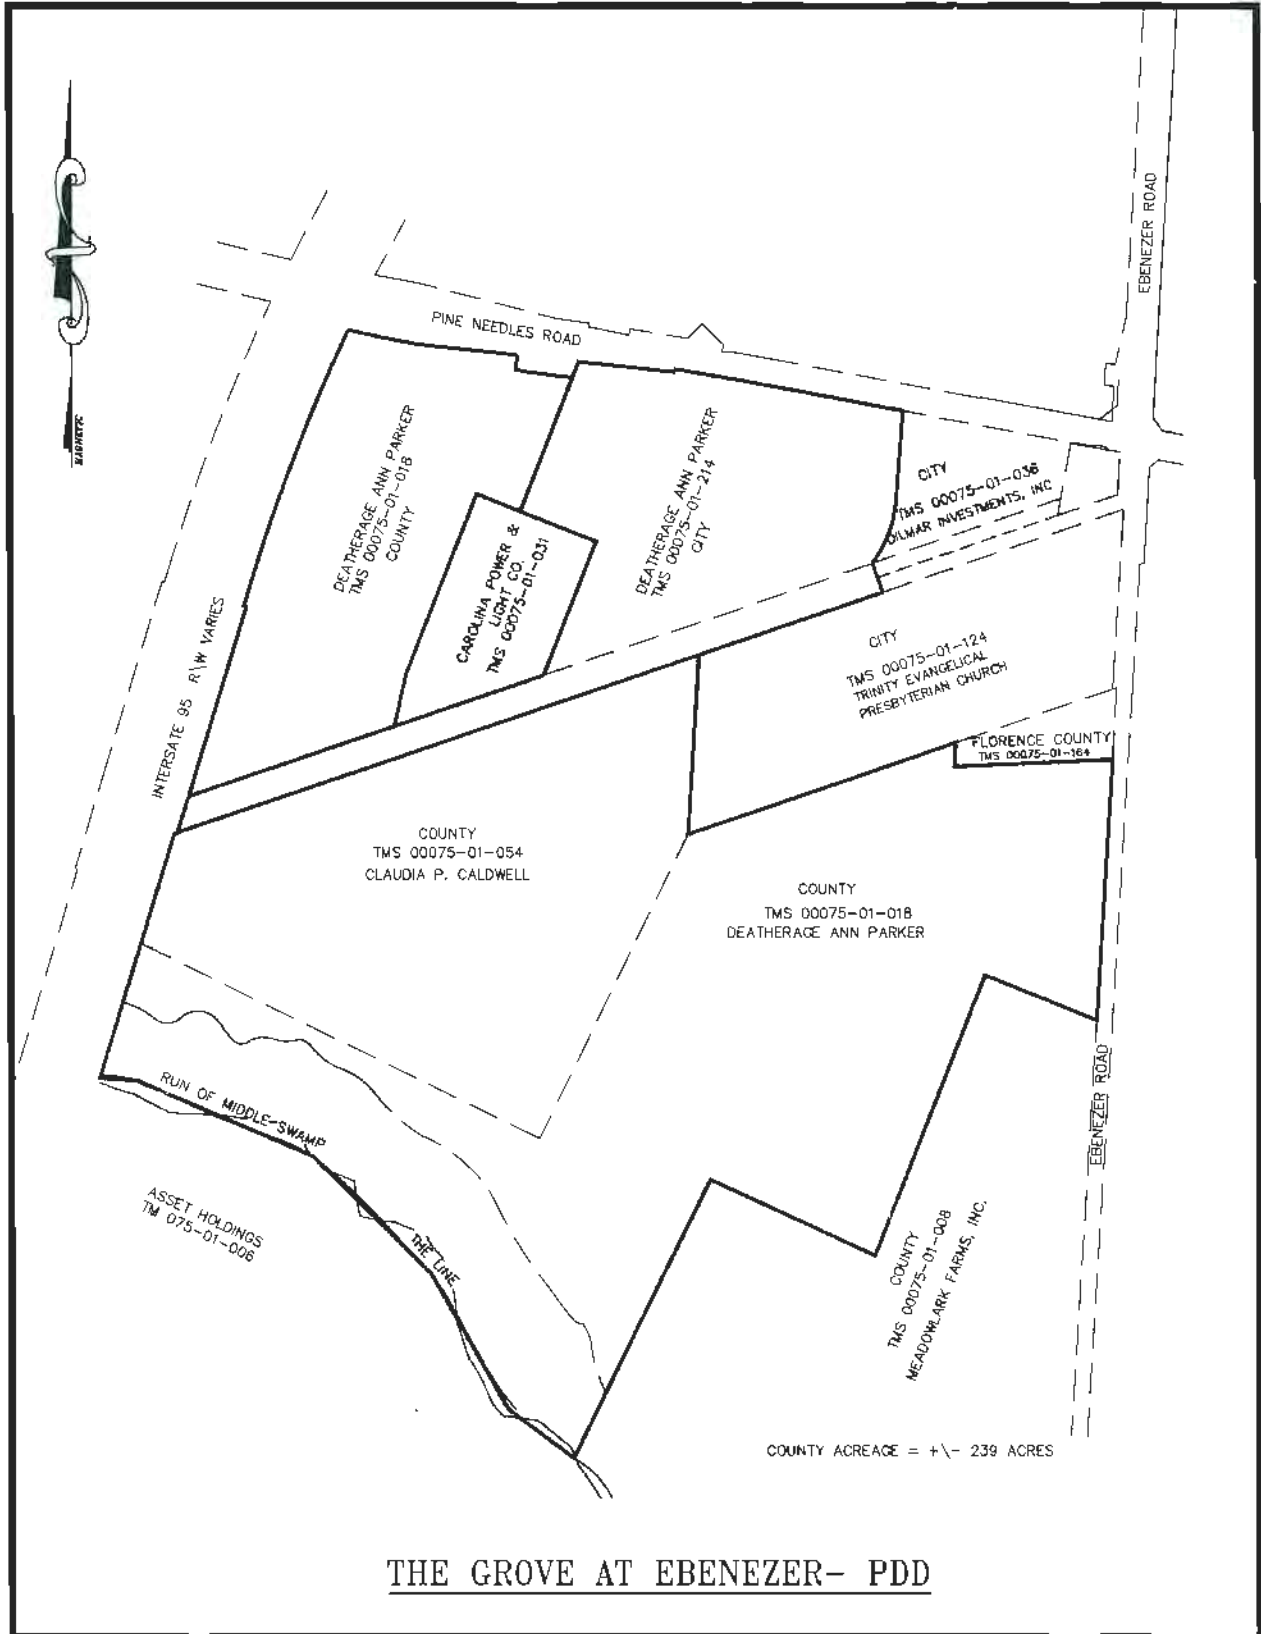 EBENEZER ROAD
MAGNETIC
PINE NEEDLES ROAD
DEATHERAGE ANN PARKER
TMS 00075-01-018
COUNTY
CAROLINA POWER &
LIGHT CO.
TMS 00075-01-031
DEATHERAGE ANN PARKER
TMS 00075-01-214
CITY
CITY
TMS 00075-01-036
DILMAR INVESTMENTS, INC
INTERSATE 95 R\W VARIES
CITY
TMS 00075-01-124
TRINITY EVANGELICAL
PRESBYTERIAN CHURCH
FLORENCE COUNTY
TMS 00075-01-164
COUNTY
TMS 00075-01-054
CLAUDIA P. CALDWELL
COUNTY
TMS 00075-01-018
DEATHERAGE ANN PARKER
RUN OF MIDDLE-SWAMP
THE LINE
ASSET HOLDINGS
TM 075-01-006
EBENEZER ROAD
COUNTY
TMS 00075-01-008
MEADOWLARK FARMS, INC.
COUNTY ACREAGE = +\- 239 ACRES
THE GROVE AT EBENEZER- PDD